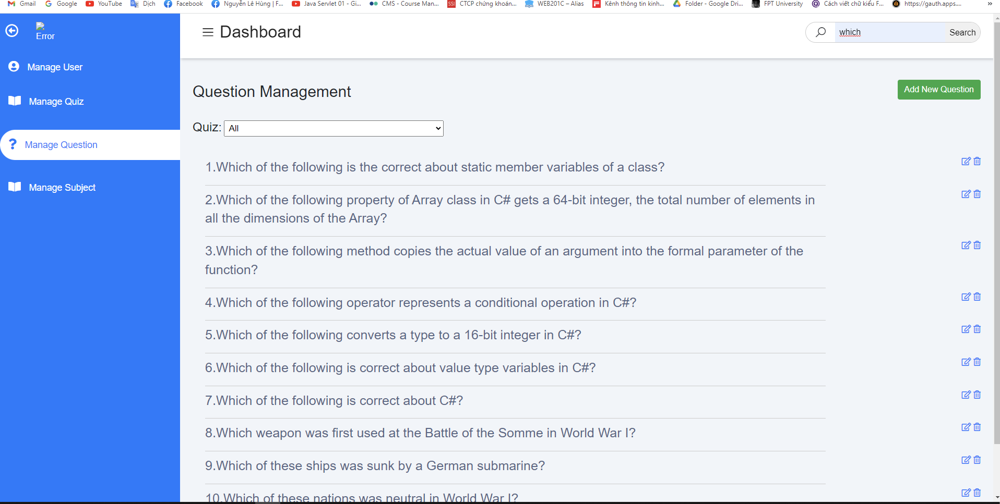 Gmail Google YouTube Dịch Facebook Nguyễn Lê Hùng | F... Java Servlet 01 - Gi... CMS - Course Man... SSI CTCP chứng khoán... WEB201C – Alias Kênh thông tin kinh... Folder - Google Dri... FPT University Cách viết chữ kiểu F... https://gauth.apps.... »
Error
Dashboard
which
Search
Manage User
Manage Quiz
Manage Question
Manage Subject
Question Management
Add New Question
Quiz: All
1.Which of the following is the correct about static member variables of a class?
2.Which of the following property of Array class in C# gets a 64-bit integer, the total number of elements in
all the dimensions of the Array?
3.Which of the following method copies the actual value of an argument into the formal parameter of the
function?
4.Which of the following operator represents a conditional operation in C#?
5.Which of the following converts a type to a 16-bit integer in C#?
6.Which of the following is correct about value type variables in C#?
7.Which of the following is correct about C#?
8.Which weapon was first used at the Battle of the Somme in World War I?
9.Which of these ships was sunk by a German submarine?
10.Which of these nations was neutral in World War I?